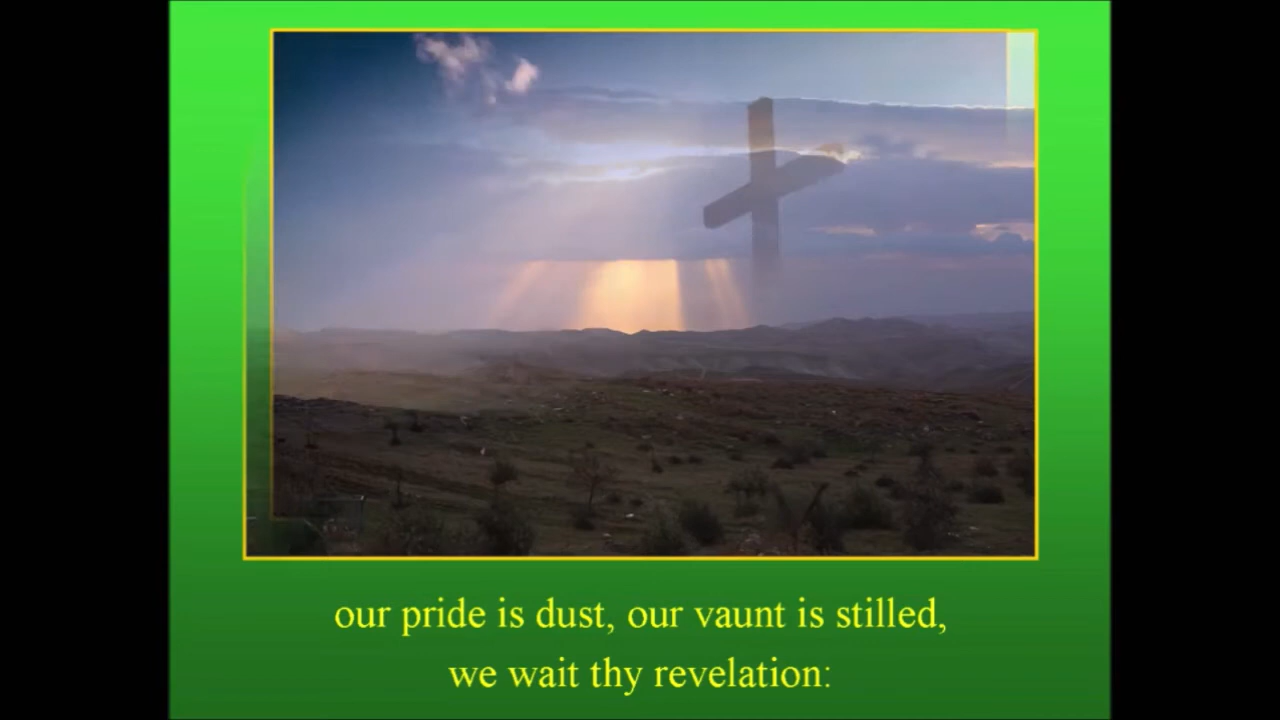 our pride is dust, our vaunt is stilled,
we wait thy revelation: